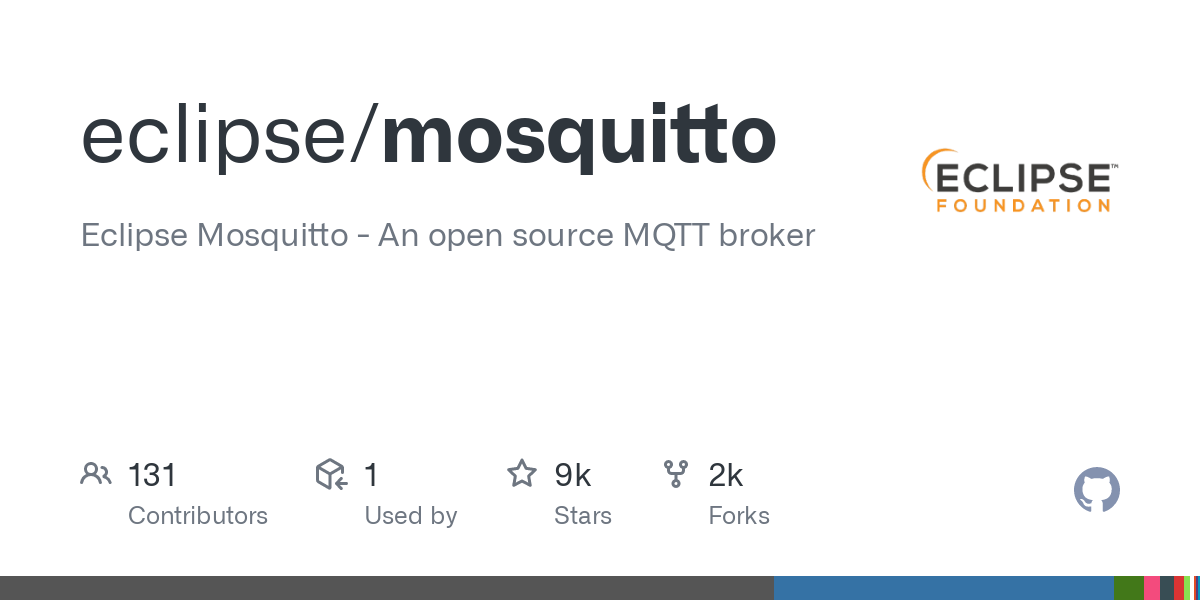 eclipse/mosquitto
ECLIPSE™
FOUNDATION
Eclipse Mosquitto - An open source MQTT broker
131
Contributors
1
Used by
9k
Stars
2k
Forks